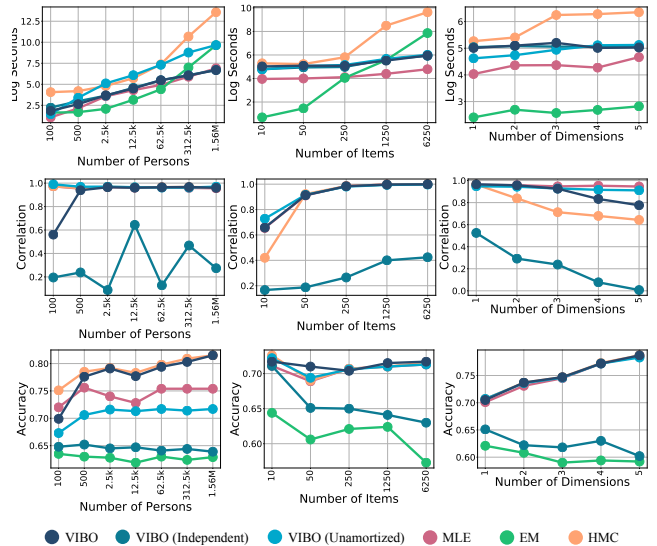 12.5
10.0
7.5
5.0
2.5
Log Seconds
100
500
2.5k
12.5k
62.5k
312.5k
1.56M
Number of Persons
10
8
6
4
2
Log Seconds
10
50
250
1250
6250
Number of Items
6
5
4
3
Log Seconds
1
2
3
4
5
Number of Dimensions
1.0
0.8
0.6
0.4
0.2
Correlation
100
500
2.5k
12.5k
62.5k
312.5k
1.56M
Number of Persons
1.0
0.8
0.6
0.4
0.2
Correlation
10
50
250
1250
6250
Number of Items
1.0
0.8
0.6
0.4
0.2
0.0
Correlation
1
2
3
4
5
Number of Dimensions
0.80
0.75
0.70
0.65
Accuracy
100
500
2.5k
12.5k
62.5k
312.5k
1.56M
Number of Persons
0.70
0.65
0.60
Accuracy
10
50
250
1250
6250
Number of Items
0.75
0.70
0.65
0.60
Accuracy
1
2
3
4
5
Number of Dimensions
VIBO VIBO (Independent) VIBO (Unamortized) MLE EM HMC